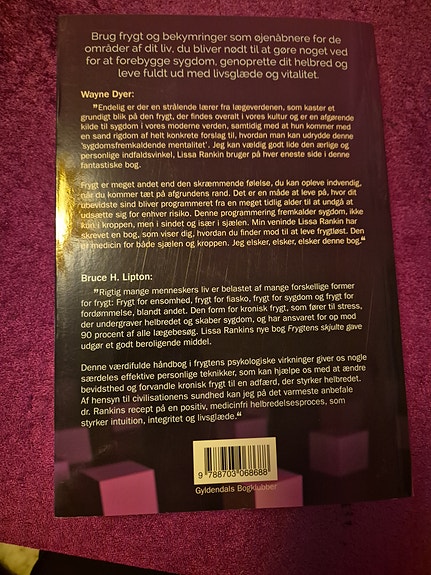 Brug frygt og bekymringer som øjenåbnere for de
områder af dit liv, du bliver nødt til at gøre noget ved
for at forebygge sygdom, genoprette dit helbred og
leve fuldt ud med livsglæde og vitalitet.
Wayne Dyer:
"Endelig er der en strålende lærer fra lægeverdenen, som kaster et
grundigt blik på den frygt, der findes overalt i vores kultur og er en afgørende
kilde til sygdom i vores moderne verden, samtidig med at hun kommer med
en sand rigdom af helt konkrete forslag til, hvordan man kan udrydde denne
'sygdomsfremkaldende mentalitet'. Jeg kan vældig godt lide den ærlige og
personlige indfaldsvinkel, Lissa Rankin bruger på hver eneste side i denne
fantastiske bog.
Frygt er meget andet end den skræmmende følelse, du kan opleve indvendig,
når du kommer tæt på afgrundens rand. Det er en måde at leve på, hvor dit
ubevidste sind bliver programmeret fra en meget tidlig alder til at undgå at
udsætte sig for enhver risiko. Denne programmering fremkalder sygdom, ikke
kun i kroppen, men i sindet og især i sjælen. Min veninde Lissa Rankin har
skrevet en bog, som viser dig, hvordan du finder mod til at leve frygtløst. Den
er medicin for både sjælen og kroppen. Jeg elsker, elsker, elsker denne bog."
Bruce H. Lipton:
"Rigtig mange menneskers liv er belastet af mange forskellige former
for frygt: Frygt for ensomhed, frygt for fiasko, frygt for sygdom og frygt for
fordømmelse, blandt andet. Den form for kronisk frygt, som fører til stress,
der undergraver helbredet og skaber sygdom, og har ansvaret for op mod
90 procent af alle lægebesøg. Lissa Rankins nye bog Frygtens skjulte gave
udgør et godt beroligende middel.
Denne værdifulde håndbog i frygtens psykologiske virkninger giver os nogle
særdeles effektive personlige teknikker, som kan hjælpe os med at ændre
bevidsthed og forvandle kronisk frygt til en adfærd, der styrker helbredet.
Af hensyn til civilisationens sundhed kan jeg på det varmeste anbefale
dr. Rankins recept på en positiv, medicinfri helbredelsesproces, som
styrker intuition, integritet og livsglæde."
9 788703 068688
Gyldendals Bogklubber